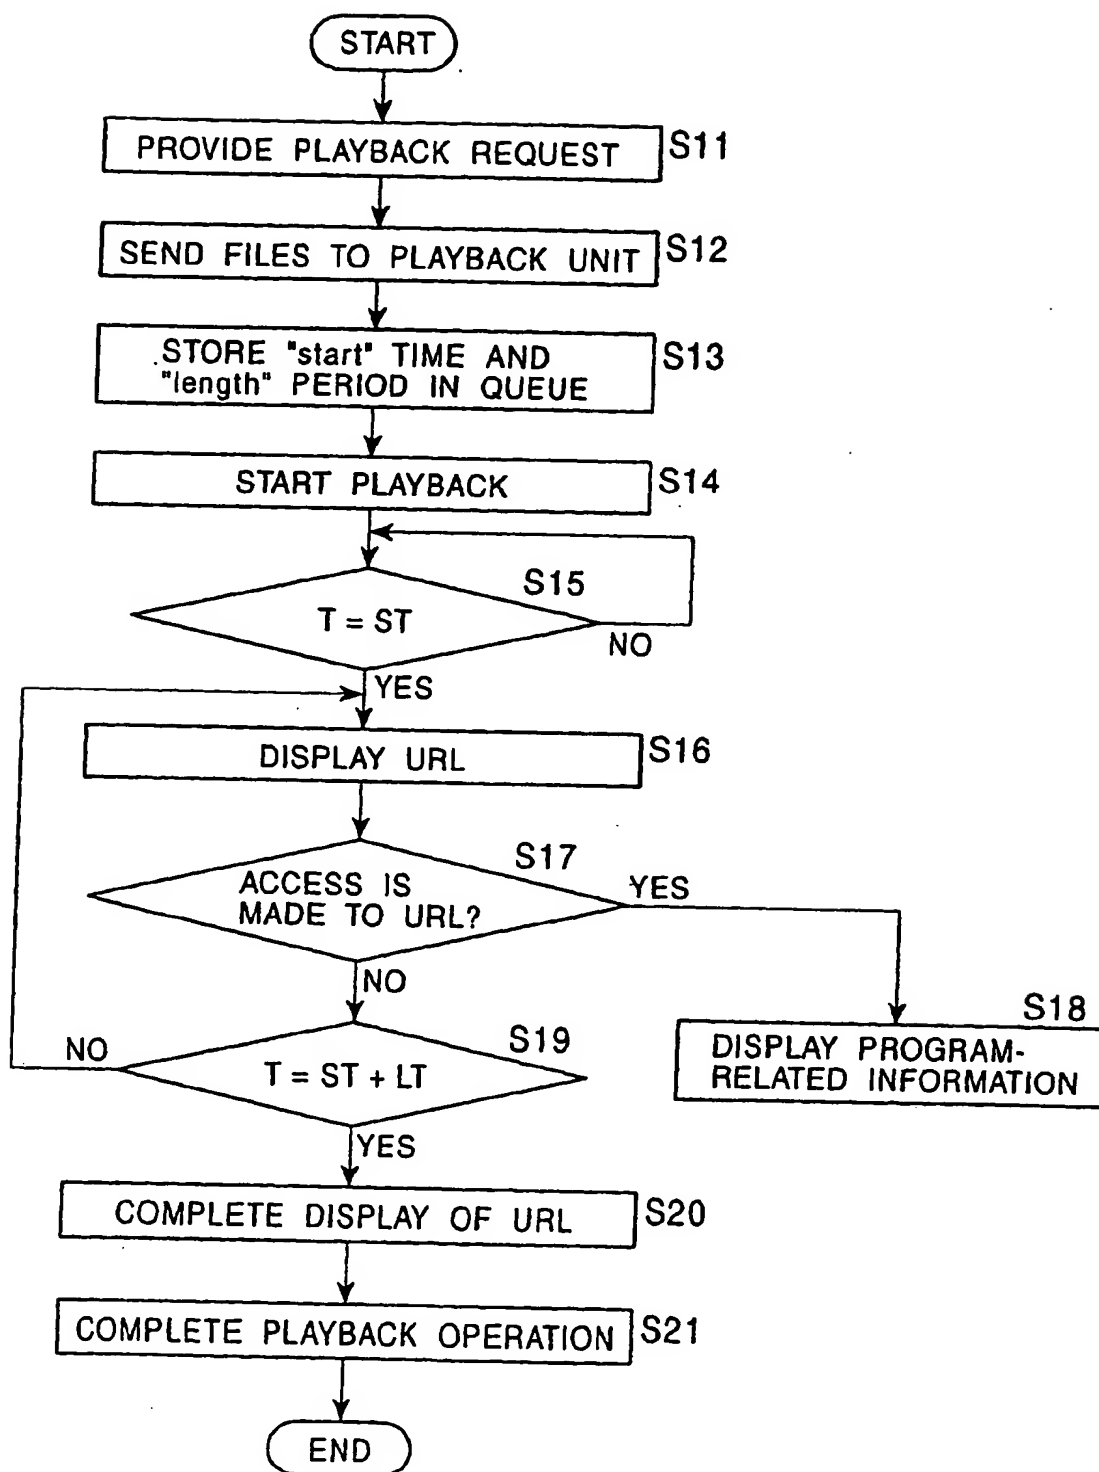 START
PROVIDE PLAYBACK REQUEST
S11
SEND FILES TO PLAYBACK UNIT
S12
STORE "start" TIME AND
"length" PERIOD IN QUEUE
S13
START PLAYBACK
S14
S15
T = ST
NO
YES
DISPLAY URL
S16
S17
ACCESS IS
MADE TO URL?
YES
NO
S18
DISPLAY PROGRAM-
RELATED INFORMATION
S19
NO
T = ST + LT
YES
COMPLETE DISPLAY OF URL
S20
COMPLETE PLAYBACK OPERATION
S21
END